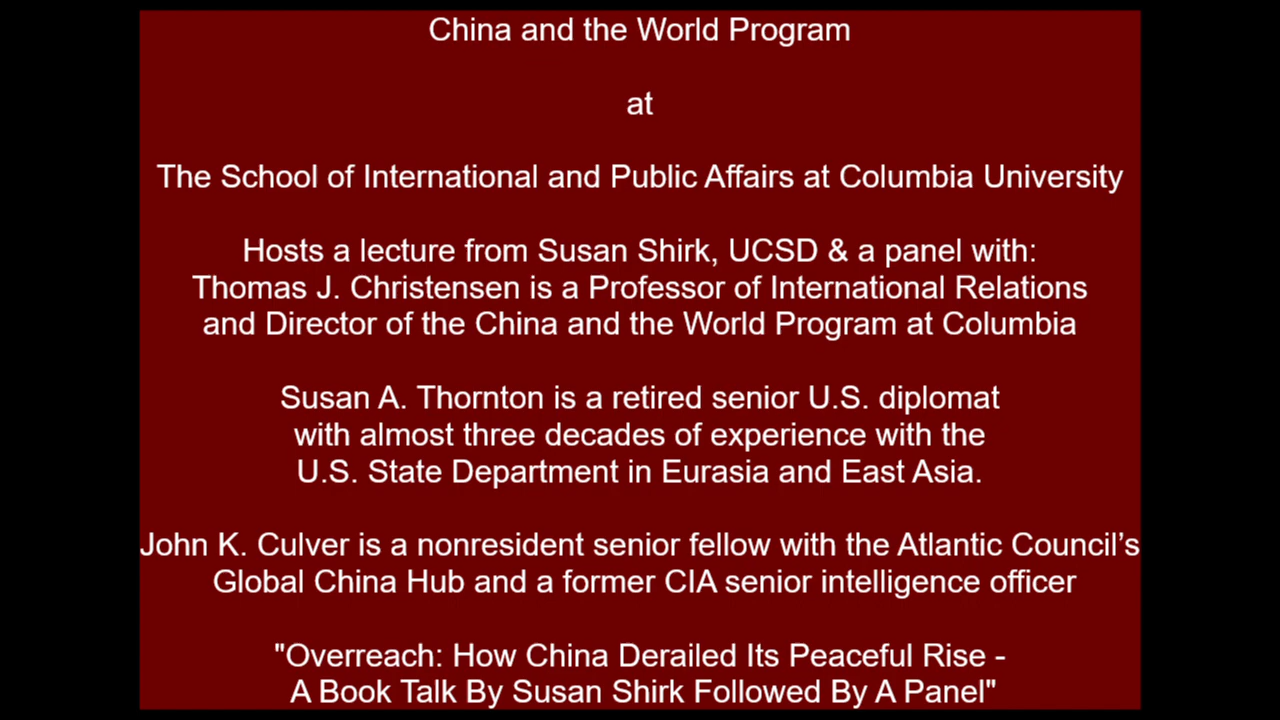 China and the World Program
at
The School of International and Public Affairs at Columbia University
Hosts a lecture from Susan Shirk, UCSD & a panel with:
Thomas J. Christensen is a Professor of International Relations
and Director of the China and the World Program at Columbia
Susan A. Thornton is a retired senior U.S. diplomat
with almost three decades of experience with the
U.S. State Department in Eurasia and East Asia.
John K. Culver is a nonresident senior fellow with the Atlantic Council’s
Global China Hub and a former CIA senior intelligence officer
"Overreach: How China Derailed Its Peaceful Rise -
A Book Talk By Susan Shirk Followed By A Panel"